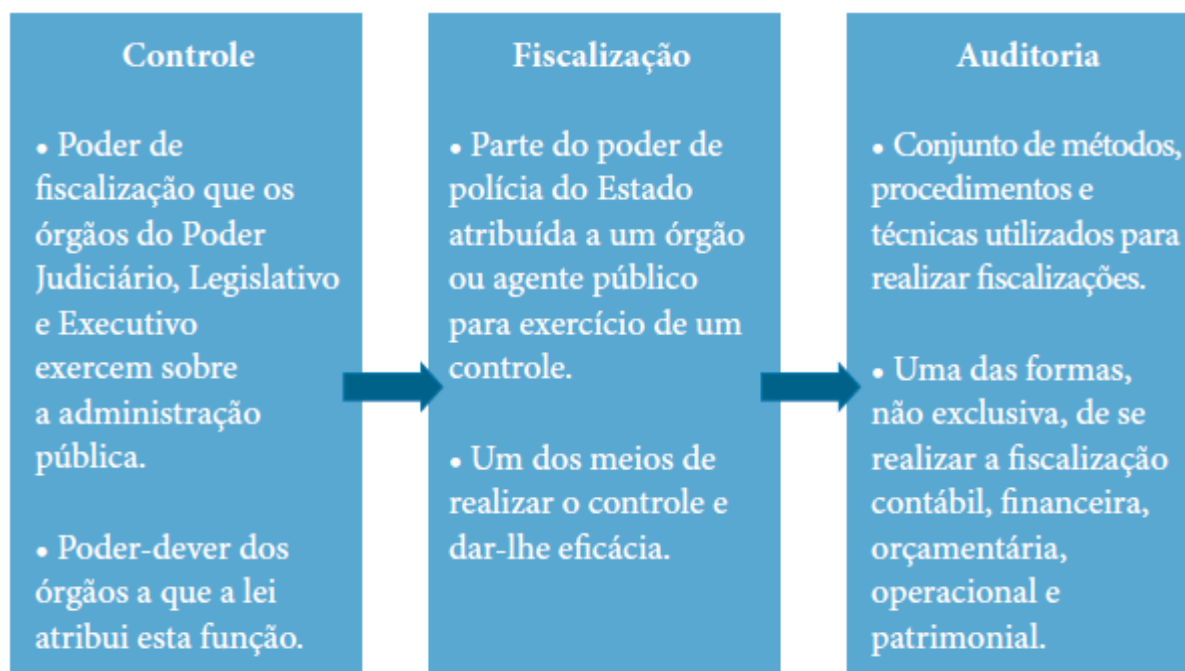 Controle
• Poder de
fiscalização que os
órgãos do Poder
Judiciário, Legislativo
e Executivo
exercem sobre
a administração
pública.
• Poder-dever dos
órgãos a que a lei
atribui esta função.
Fiscalização
• Parte do poder de
polícia do Estado
atribuída a um órgão
ou agente público
para exercício de um
controle.
• Um dos meios de
realizar o controle e
dar-lhe eficácia.
Auditoria
• Conjunto de métodos,
procedimentos e
técnicas utilizados para
realizar fiscalizações.
• Uma das formas,
não exclusiva, de se
realizar a fiscalização
contábil, financeira,
orçamentária,
operacional e
patrimonial.